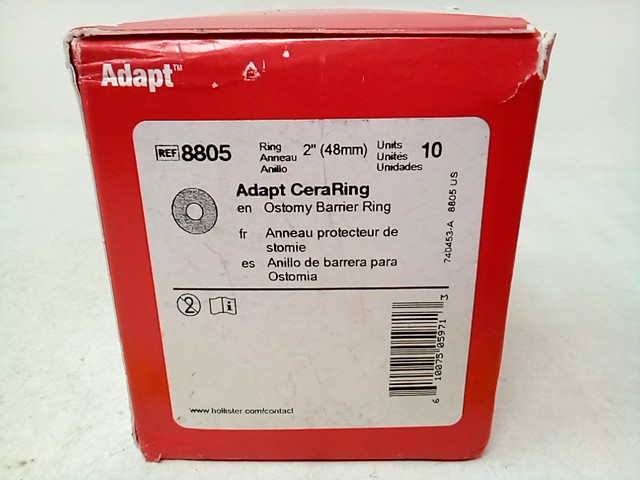 Adapt™
REF 8805
Ring 2" (48mm) Units 10
Anneau Unités
Anillo Unidades
Adapt CeraRing
en Ostomy Barrier Ring
fr Anneau protecteur de
stomie
es Anillo de barrera para
Ostomia
740453-A 8805 US
2
i
6 10075 05971 3
www.hollister.com/contact